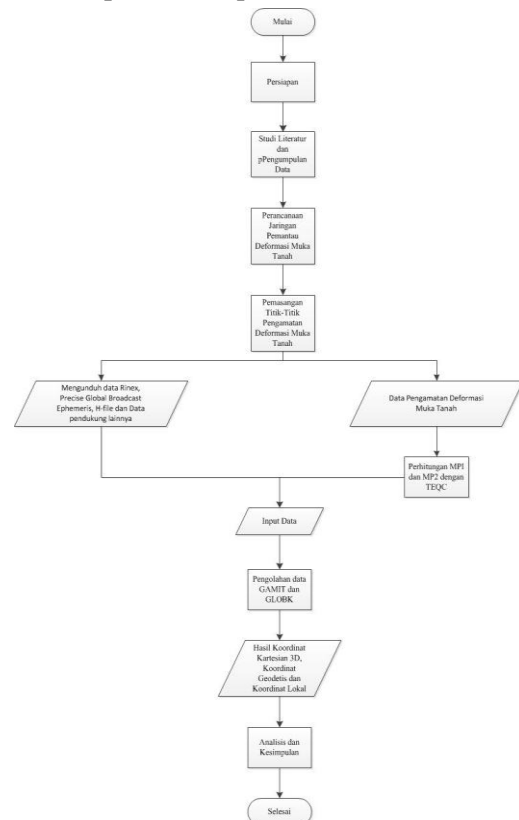 Mulai
Persiapan
Studi Literatur
dan
pPengumpulan
Data
Perancanaan
Jaringan
Pemantau
Deformasi Muka
Tanah
Pemasangan
Titik-Titik
Pengamatan
Deformasi Muka
Tanah
Mengunduh data Rinex,
Precise Global Broadcast
Ephemeris, H-file dan Data
pendukung lainnya
Data Pengamatan Deformasi
Muka Tanah
Perhitungan MP1
dan MP2 dengan
TEQC
Input Data
Pengolahan data
GAMIT dan
GLOBK
Hasil Koordinat
Kartesian 3D,
Koordinat
Geodetis dan
Koordinat Lokal
Analisis dan
Kesimpulan
Selesai